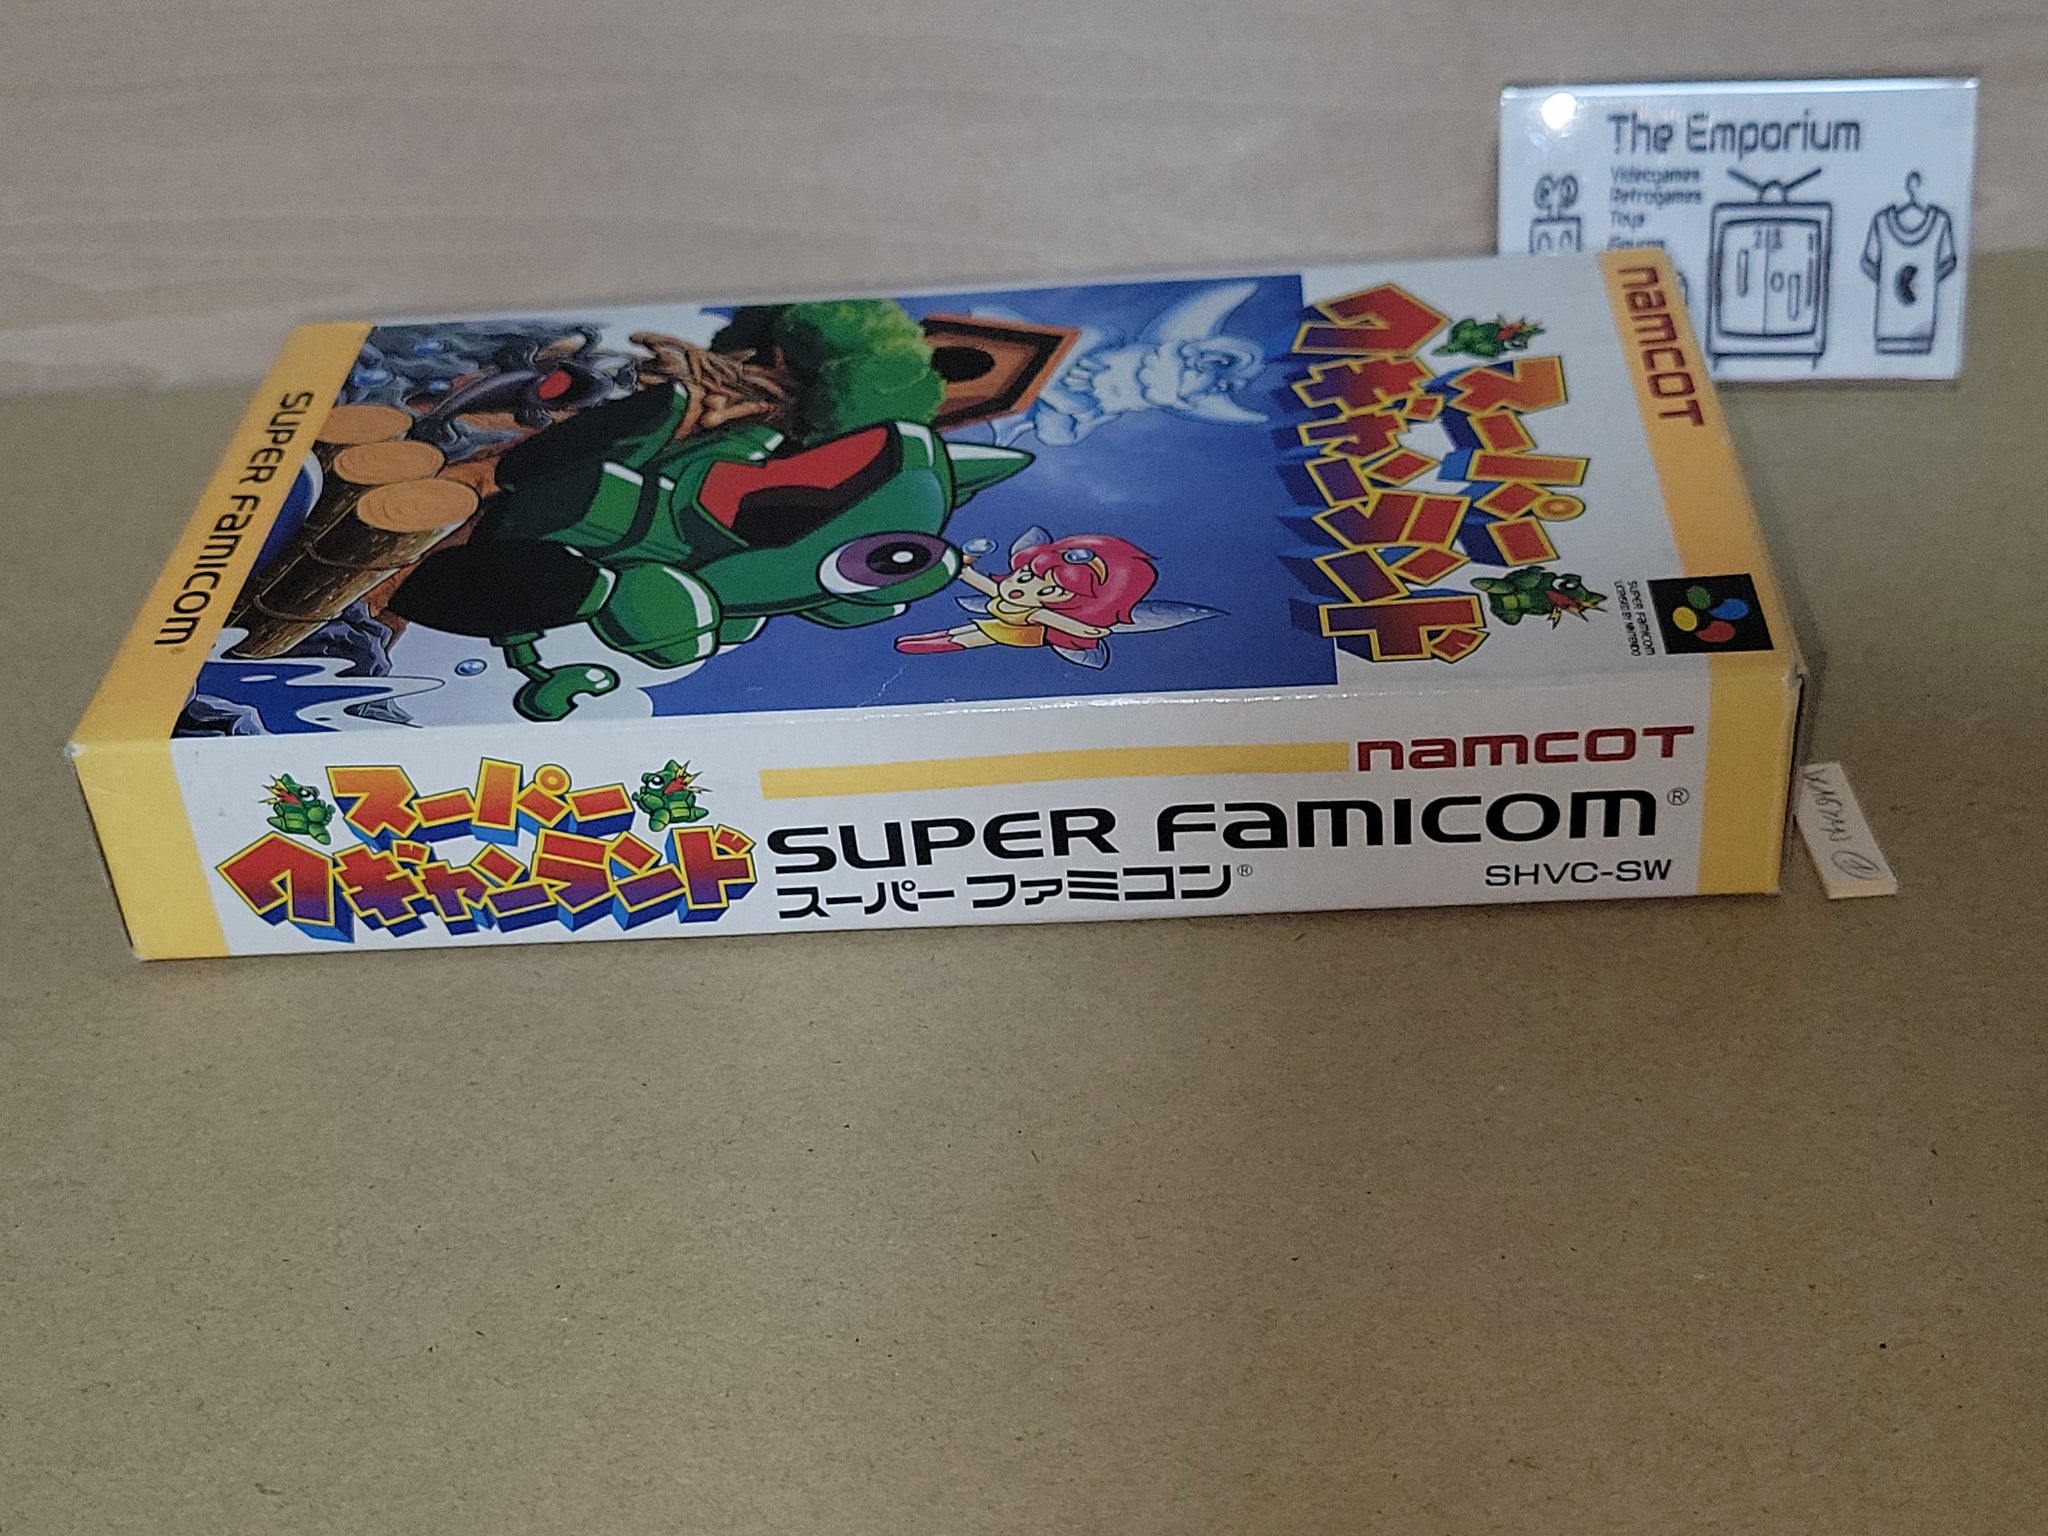 The Emporium
Videogames
Retrogames
Toys
Figures
namcot
スーパー
ワギャンランド
SUPER FAMICOM
LICENSED BY NINTENDO
SUPER FAMICOM®
スーパー
ワギャンランド
namcot
SUPER FAMICOM®
スーパーファミコン®
SHVC-SW